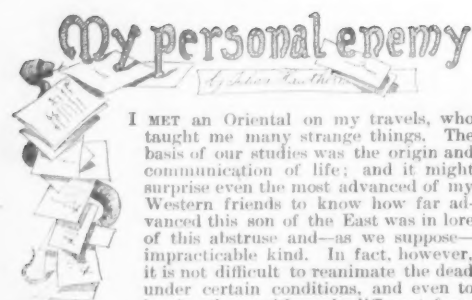 My personal enemy
by Julian Hawthorne
I MET an Oriental on my travels, who
taught me many strange things. The
basis of our studies was the origin and
communication of life; and it might
surprise even the most advanced of my
Western friends to know how far ad-
vanced this son of the East was in lore
of this abstruse and—as we suppose—
impracticable kind. In fact, however,
it is not difficult to reanimate the dead
under certain conditions, and even to